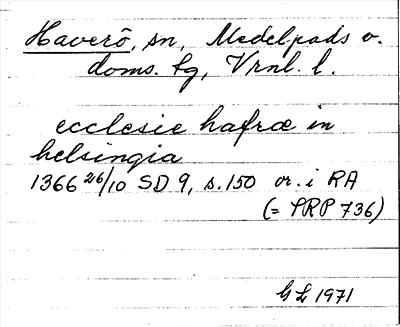 Haverö, sn, Medelpads v.
doms. tg, Vrnl. l.
ecclesie hafræ in
helsingia
1366 26/10 SD 9, s. 150 or. i RA
(= SRP 736)
GL 1971